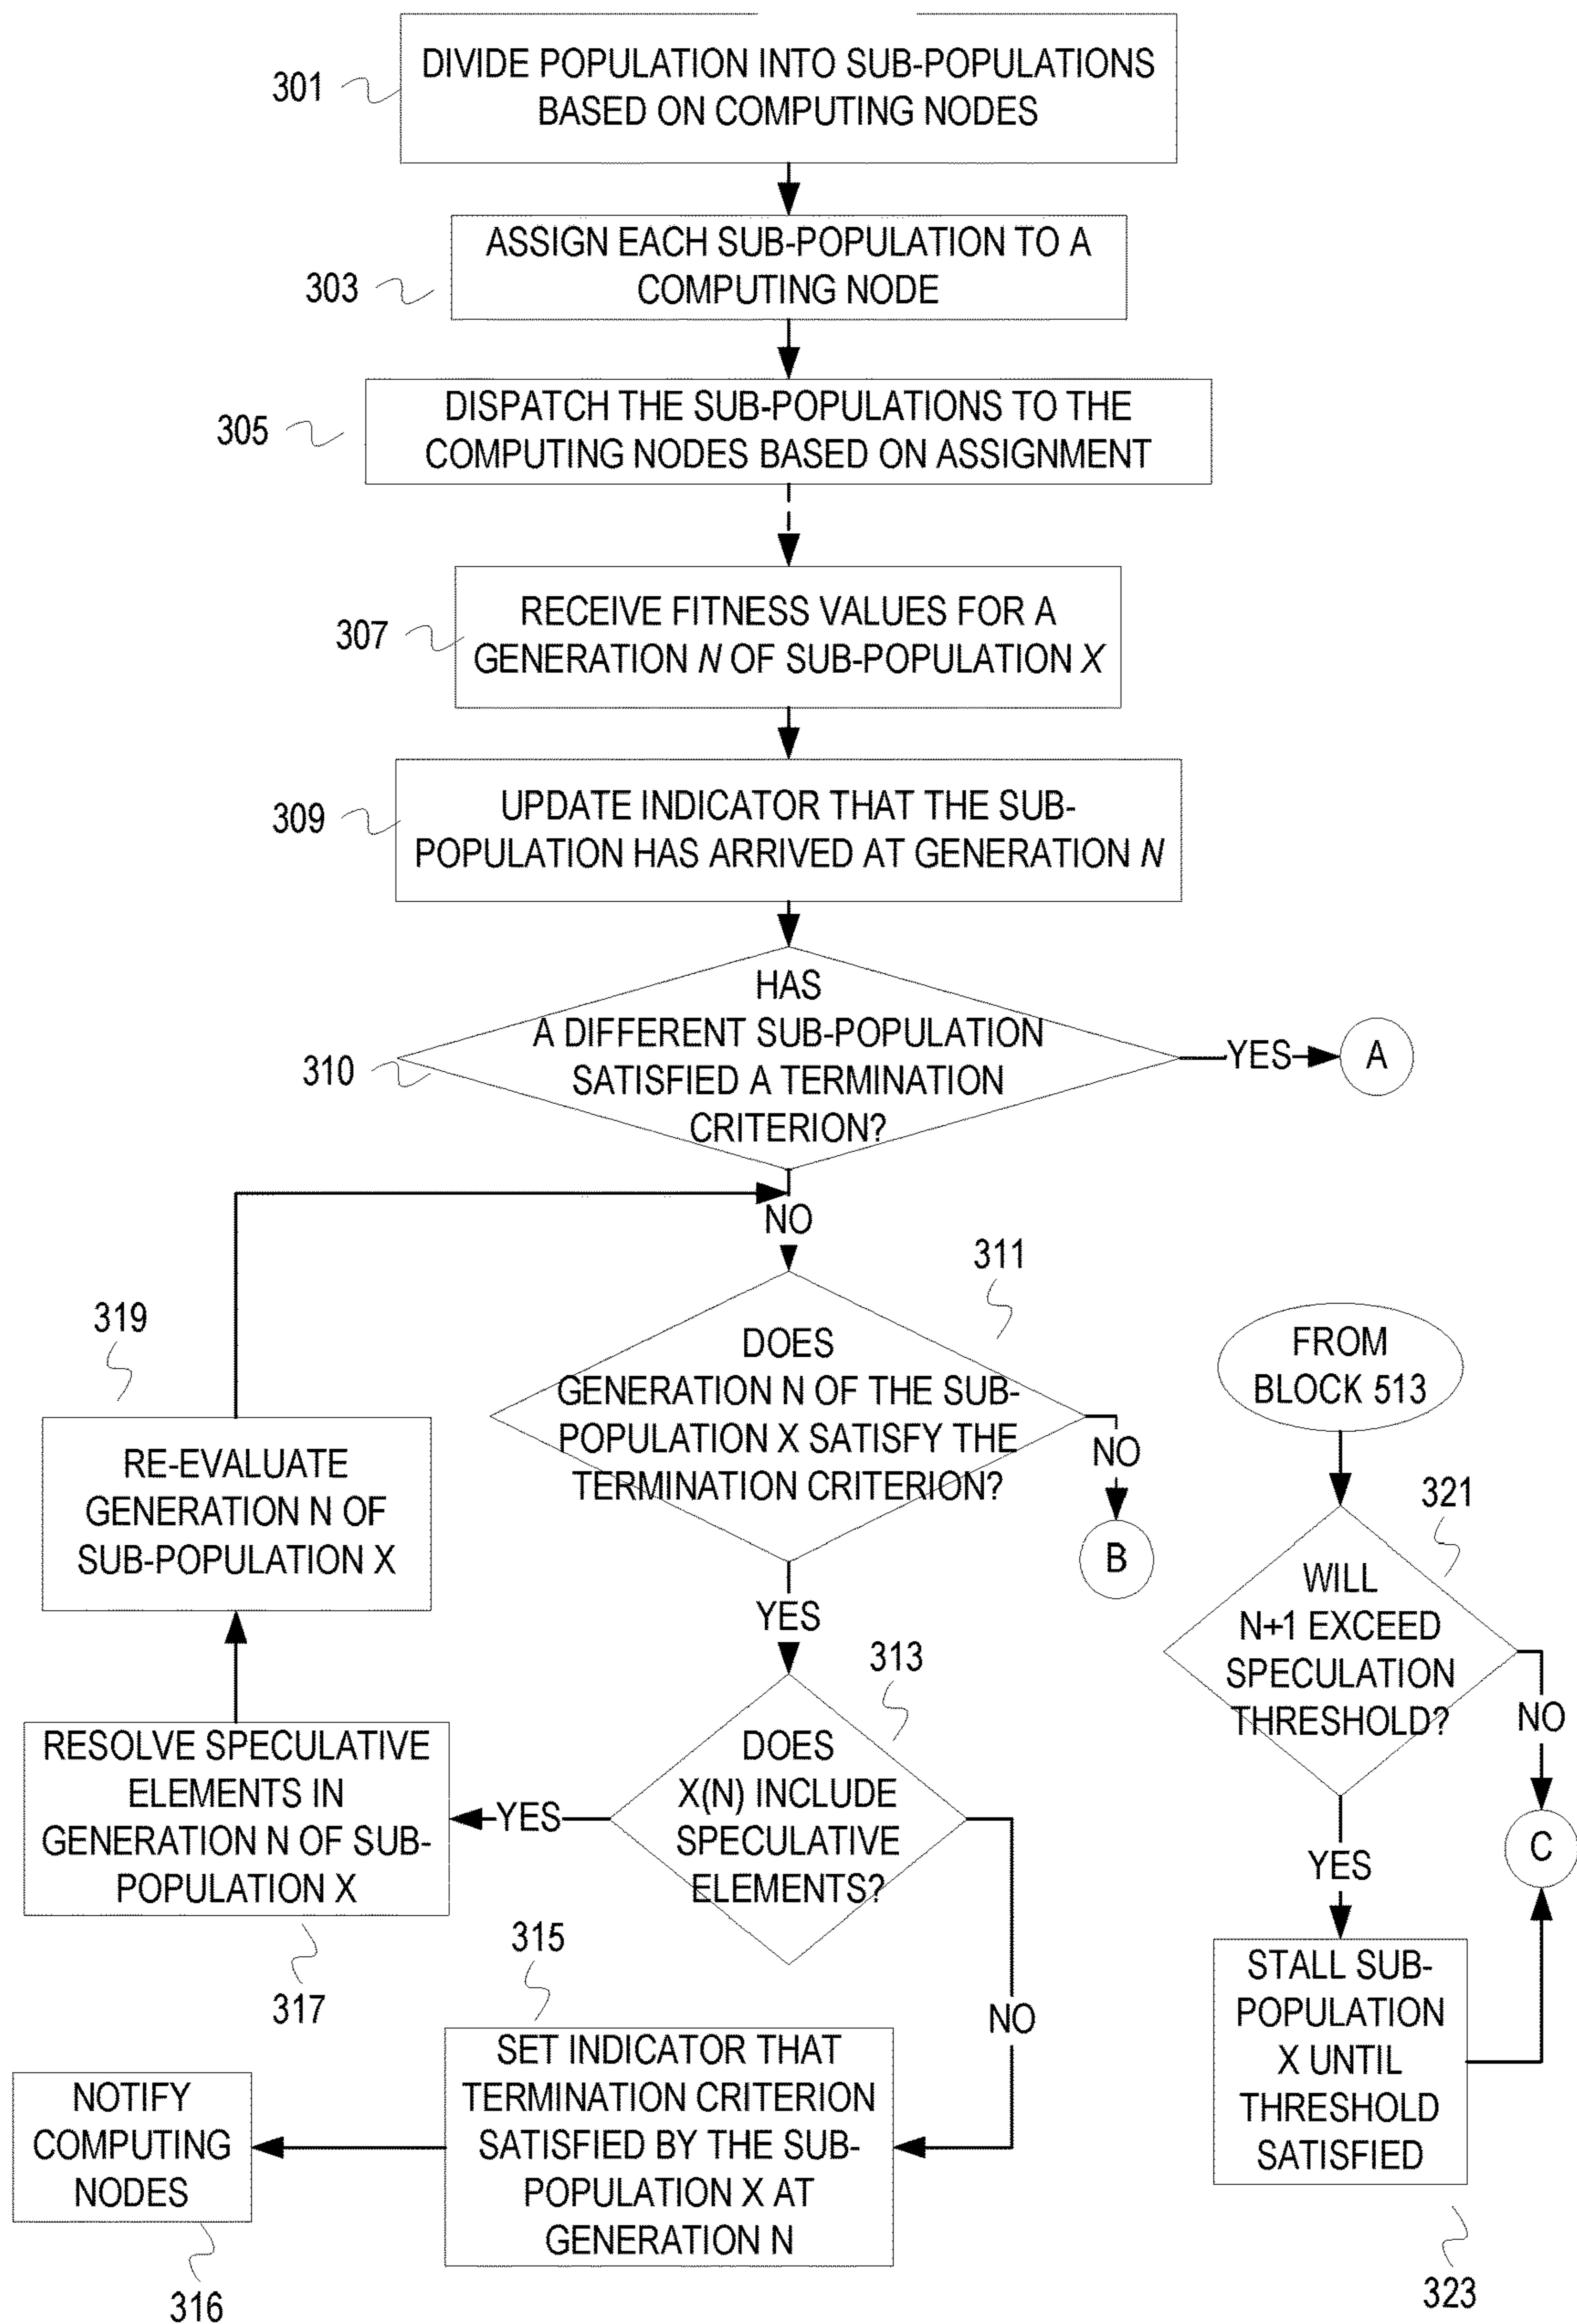 301
DIVIDE POPULATION INTO SUB-POPULATIONS
BASED ON COMPUTING NODES
303
ASSIGN EACH SUB-POPULATION TO A
COMPUTING NODE
305
DISPATCH THE SUB-POPULATIONS TO THE
COMPUTING NODES BASED ON ASSIGNMENT
307
RECEIVE FITNESS VALUES FOR A
GENERATION N OF SUB-POPULATION X
309
UPDATE INDICATOR THAT THE SUB-
POPULATION HAS ARRIVED AT GENERATION N
310
HAS
A DIFFERENT SUB-POPULATION
SATISFIED A TERMINATION
CRITERION?
YES
A
NO
311
DOES
GENERATION N OF THE SUB-
POPULATION X SATISFY THE
TERMINATION CRITERION?
NO
B
YES
313
DOES
X(N) INCLUDE
SPECULATIVE
ELEMENTS?
YES
NO
319
RE-EVALUATE
GENERATION N OF
SUB-POPULATION X
RESOLVE SPECULATIVE
ELEMENTS IN
GENERATION N OF SUB-
POPULATION X
317
315
SET INDICATOR THAT
TERMINATION CRITERION
SATISFIED BY THE SUB-
POPULATION X AT
GENERATION N
NOTIFY
COMPUTING
NODES
316
FROM
BLOCK 513
321
WILL
N+1 EXCEED
SPECULATION
THRESHOLD?
NO
C
YES
STALL SUB-
POPULATION
X UNTIL
THRESHOLD
SATISFIED
323